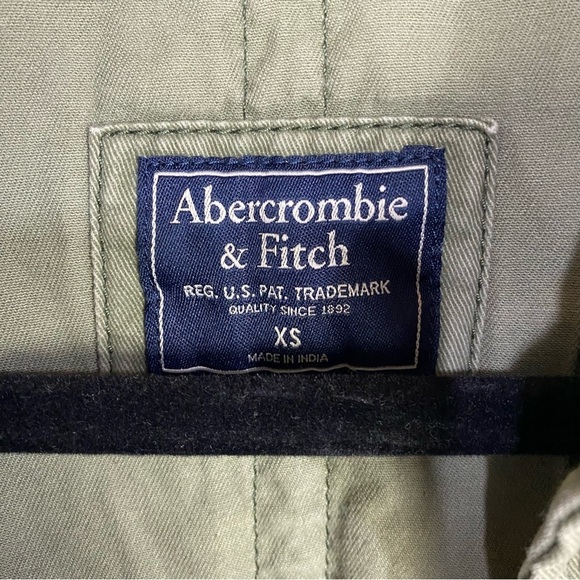 Abercrombie
& Fitch
REG. U.S. PAT. TRADEMARK
QUALITY SINCE 1892
XS
MADE IN INDIA